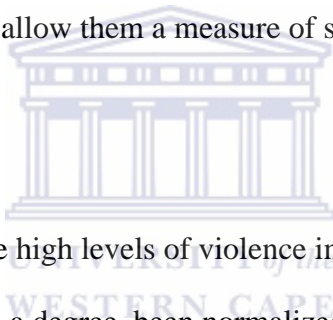 allow them a measure of s
e high levels of violence in
UNIVERSITY of the
a degree, been normalize
WESTERN CAPE